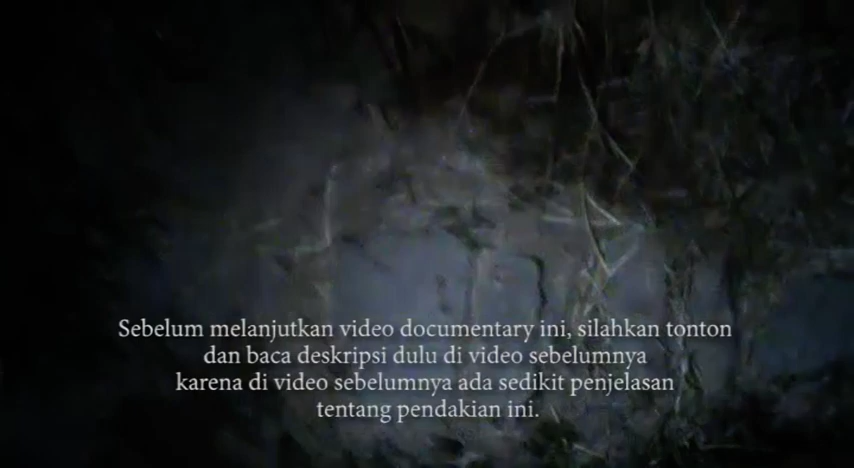 Sebelum melanjutkan video documentary ini, silahkan tonton
dan baca deskripsi dulu di video sebelumnya
karena di video sebelumnya ada sedikit penjelasan
tentang pendakian ini.